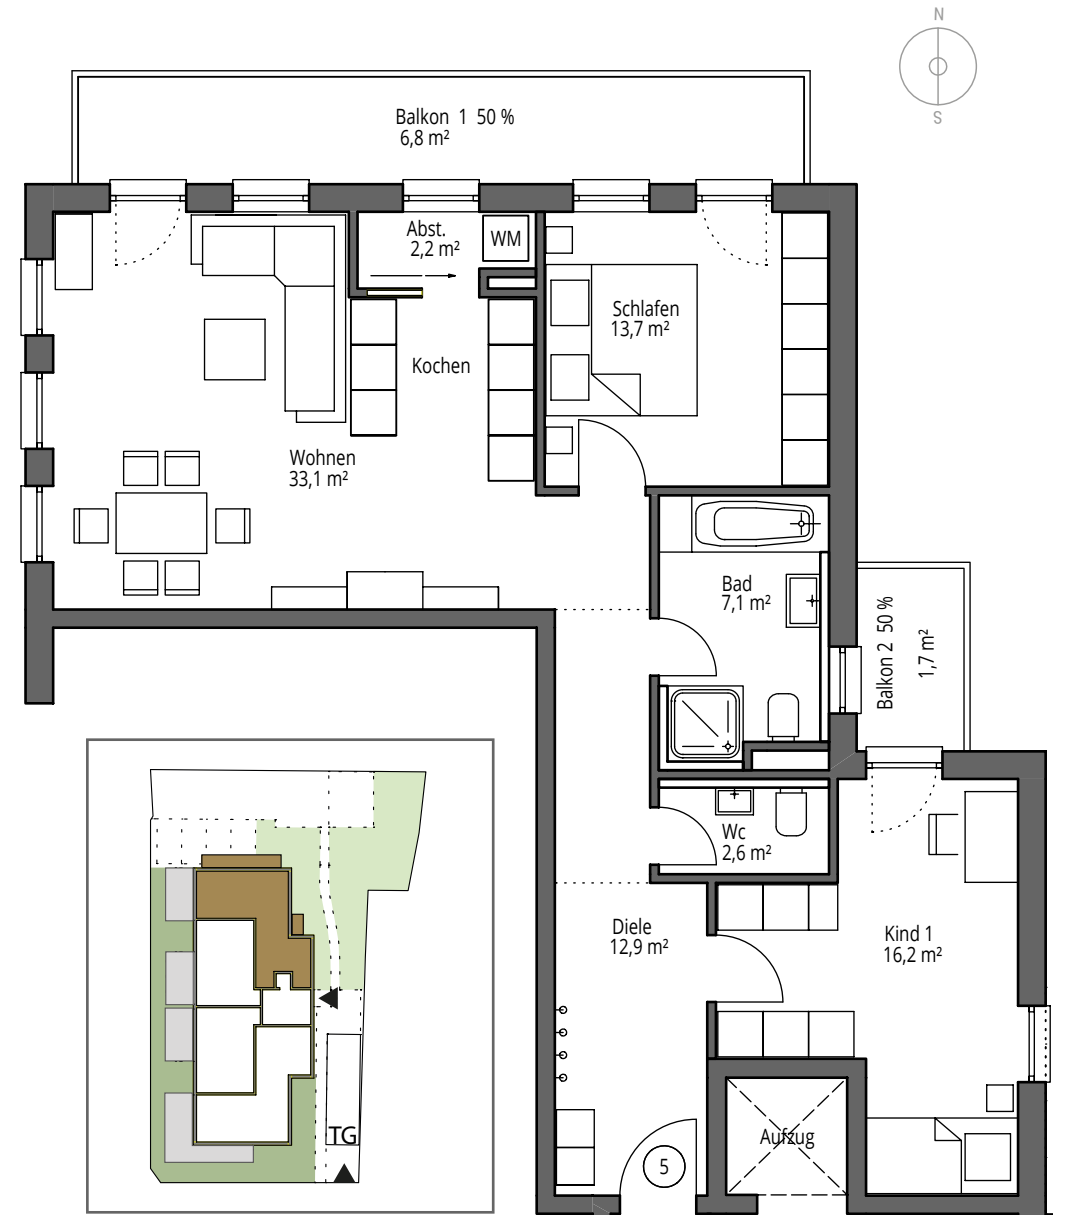 N
S
Balkon 1 50 %
6,8 m²
Abst.
2,2 m²
WM
Schlafen
13,7 m²
Kochen
Wohnen
33,1 m²
Bad
7,1 m²
Balkon 2 50 %
1,7 m²
Wc
2,6 m²
Diele
12,9 m²
Kind 1
16,2 m²
Aufzug
5
TG